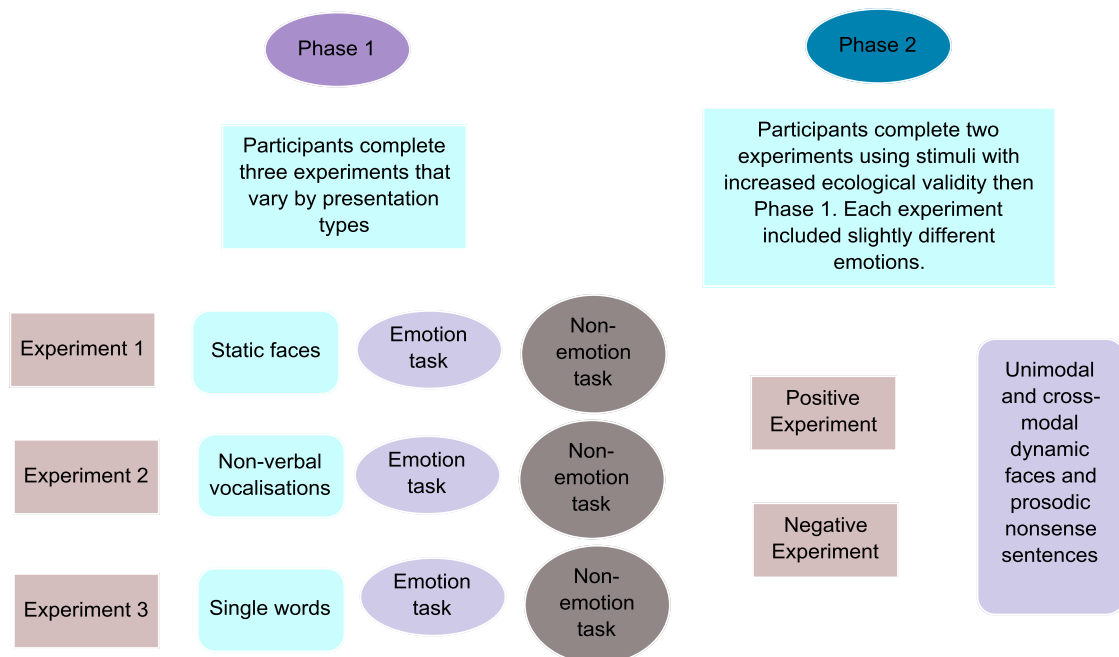 Phase 1
Participants complete
three experiments that
vary by presentation
types
Experiment 1
Static faces
Emotion
task
Non-
emotion
task
Experiment 2
Non-verbal
vocalisations
Emotion
task
Non-
emotion
task
Experiment 3
Single words
Emotion
task
Non-
emotion
task
Phase 2
Participants complete two
experiments using stimuli with
increased ecological validity then
Phase 1. Each experiment
included slightly different
emotions.
Positive
Experiment
Negative
Experiment
Unimodal
and cross-
modal
dynamic
faces and
prosodic
nonsense
sentences